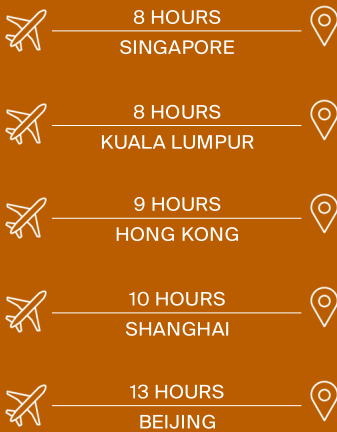 8 HOURS
SINGAPORE
8 HOURS
KUALA LUMPUR
9 HOURS
HONG KONG
10 HOURS
SHANGHAI
13 HOURS
BEIJING